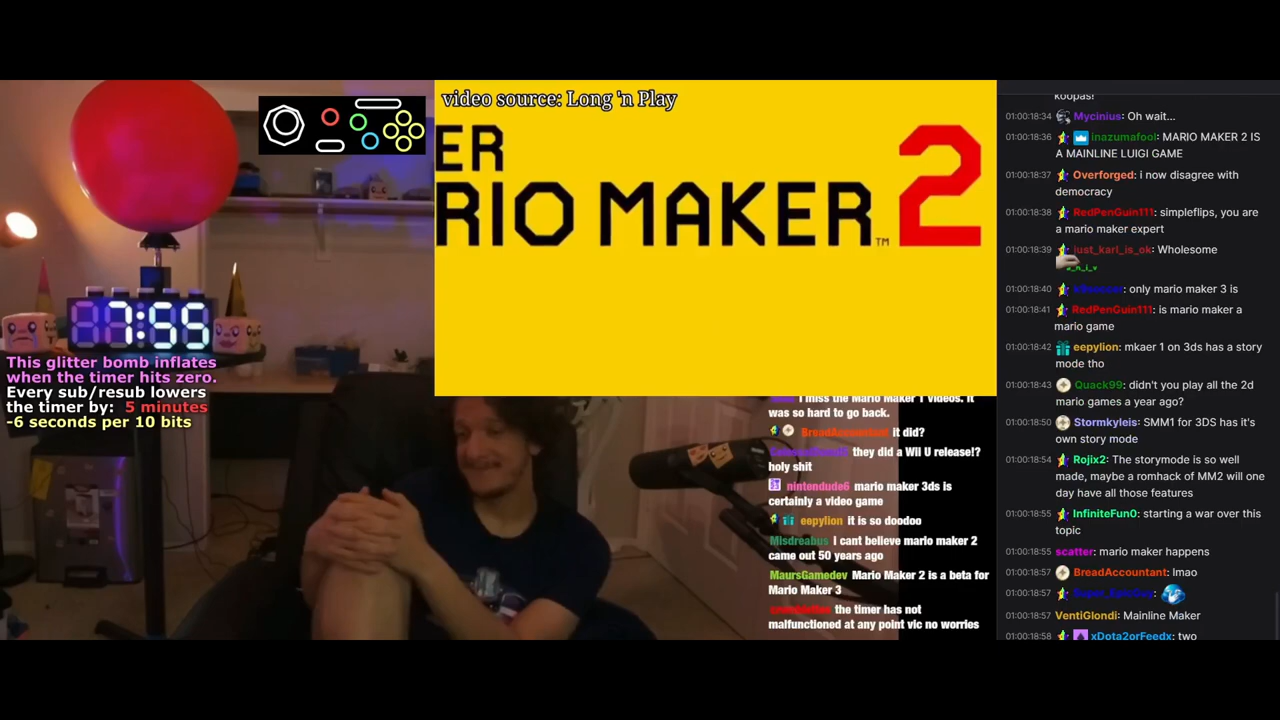 video source: Long 'n Play
ER
RIO MAKER 2
TM
7:55
This glitter bomb inflates
when the timer hits zero.
Every sub/resub lowers
the timer by: 5 minutes
-6 seconds per 10 bits
I miss the Mario Maker 1 videos. It
was so hard to go back.
BreadAccountant it did?
they did a Wii U release!?
holy shit
nintendude6 mario maker 3ds is
certainly a video game
eepylion it is so doodoo
Misdreabus I cant believe mario maker 2
came out 50 years ago
MaursGamedev Mario Maker 2 is a beta for
Mario Maker 3
the timer has not
malfunctioned at any point vic no worries
koopas!
01:00:18:34 Mycinius: Oh wait...
01:00:18:36 inazumafool: MARIO MAKER 2 IS
A MAINLINE LUIGI GAME
01:00:18:37 Overforged: i now disagree with
democracy
01:00:18:38 RedPenGuin111: simpleflips, you are
a mario maker expert
01:00:18:39 just_karl_is_ok: Wholesome
01:00:18:40 only mario maker 3 is
01:00:18:41 RedPenGuin111: is mario maker a
mario game
01:00:18:42 eepylion: mkaer 1 on 3ds has a story
mode tho
01:00:18:43 Quack99: didn't you play all the 2d
mario games a year ago?
01:00:18:50 Stormkyleis: SMM1 for 3DS has it's
own story mode
01:00:18:54 Rojix2: The storymode is so well
made, maybe a romhack of MM2 will one
day have all those features
01:00:18:55 InfiniteFun0: starting a war over this
topic
01:00:18:55 scatter: mario maker happens
01:00:18:57 BreadAccountant: lmao
01:00:18:57
01:00:18:57 VentiGlondi: Mainline Maker
01:00:18:58 xDota2orFeedx: two